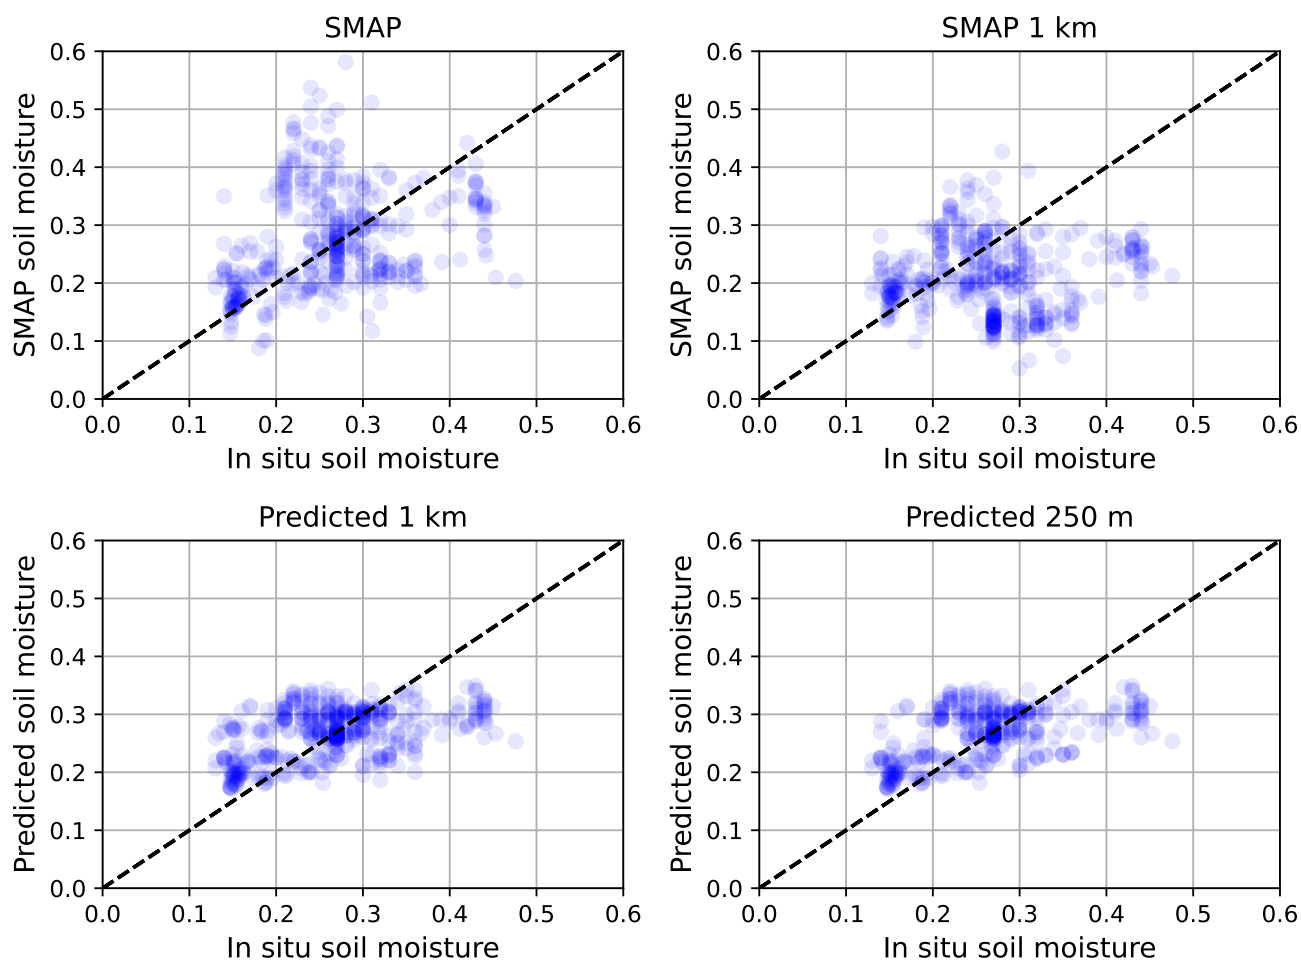 SMAP
0.6
0.5
0.4
0.3
0.2
0.1
0.0
SMAP soil moisture
0.0 0.1 0.2 0.3 0.4 0.5 0.6
In situ soil moisture
SMAP 1 km
0.6
0.5
0.4
0.3
0.2
0.1
0.0
SMAP soil moisture
0.0 0.1 0.2 0.3 0.4 0.5 0.6
In situ soil moisture
Predicted 1 km
0.6
0.5
0.4
0.3
0.2
0.1
0.0
Predicted soil moisture
0.0 0.1 0.2 0.3 0.4 0.5 0.6
In situ soil moisture
Predicted 250 m
0.6
0.5
0.4
0.3
0.2
0.1
0.0
Predicted soil moisture
0.0 0.1 0.2 0.3 0.4 0.5 0.6
In situ soil moisture